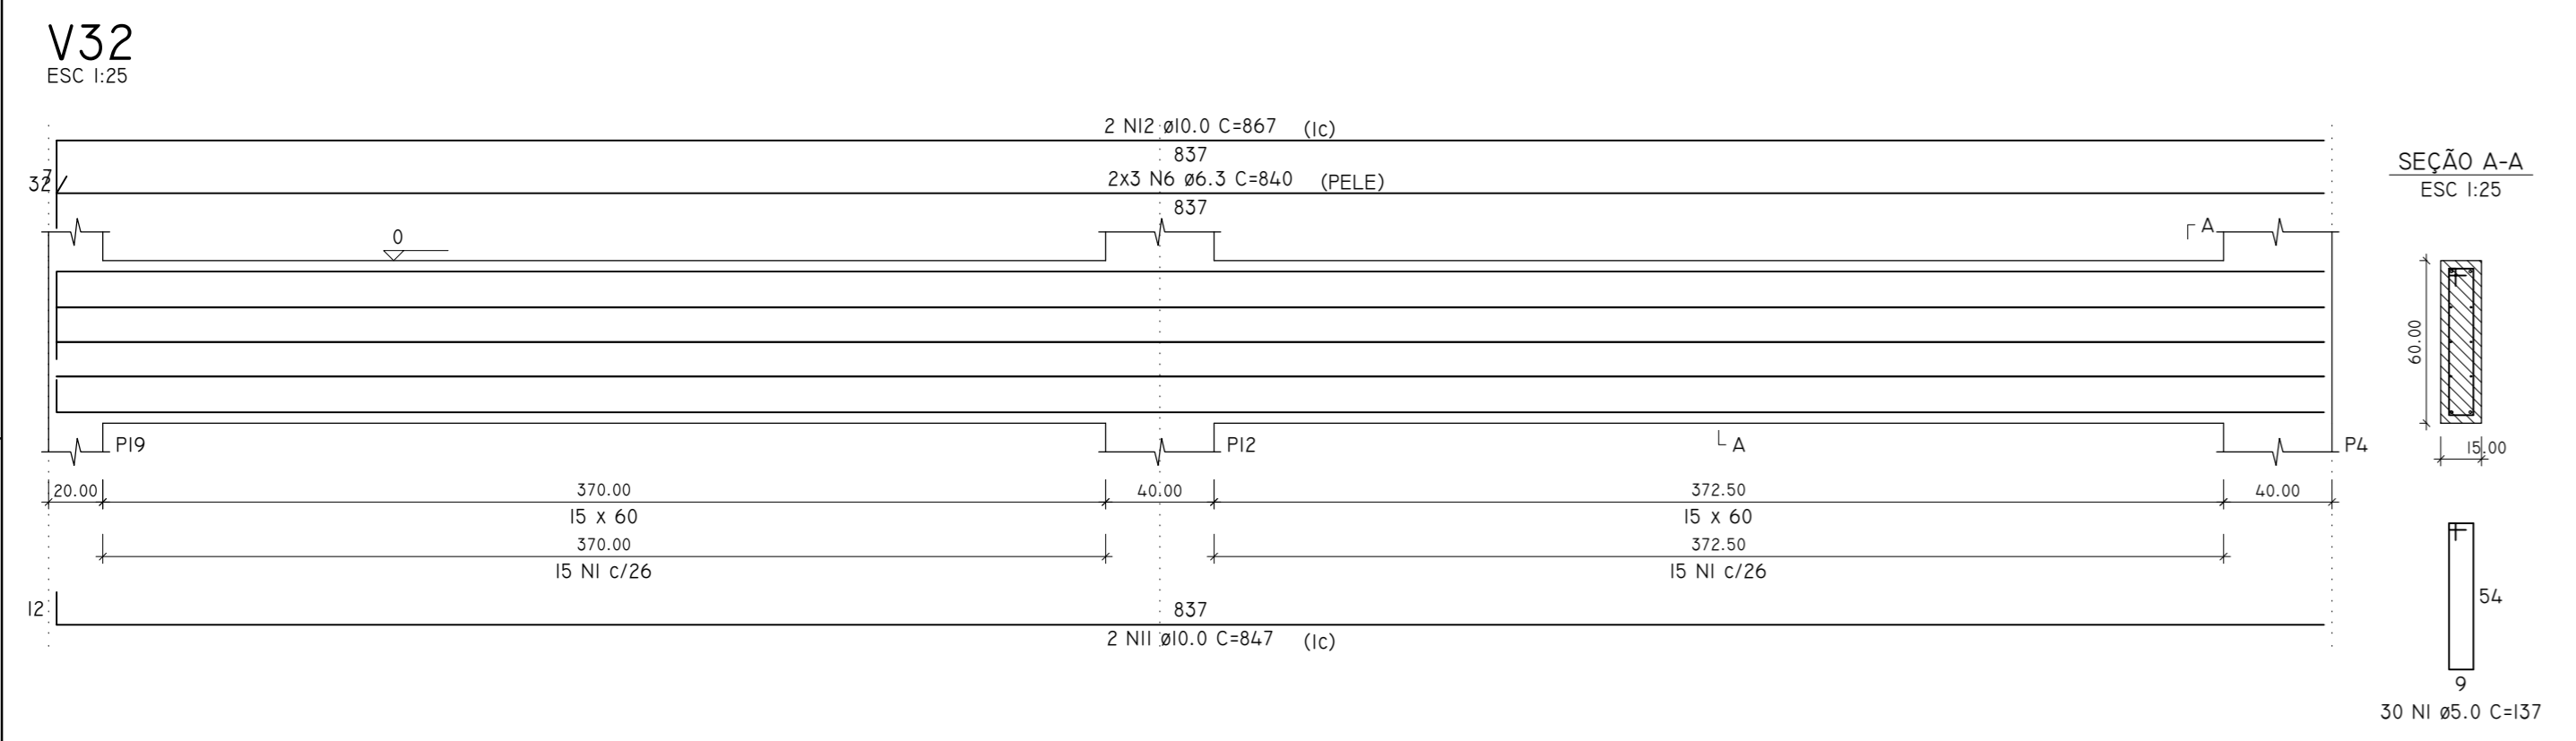 V32
ESC 1:25
2 N12 ø10.0 C=867 (1c)
837
32
7
2x3 N6 ø6.3 C=840 (PELE)
837
SEÇÃO A-A
ESC 1:25
0
A
60.00
15.00
P19
P12
A
P4
20.00
370.00
40.00
372.50
40.00
15 x 60
15 x 60
370.00
372.50
15 N1 c/26
15 N1 c/26
12
837
2 N11 ø10.0 C=847 (1c)
54
9
30 N1 ø5.0 C=137